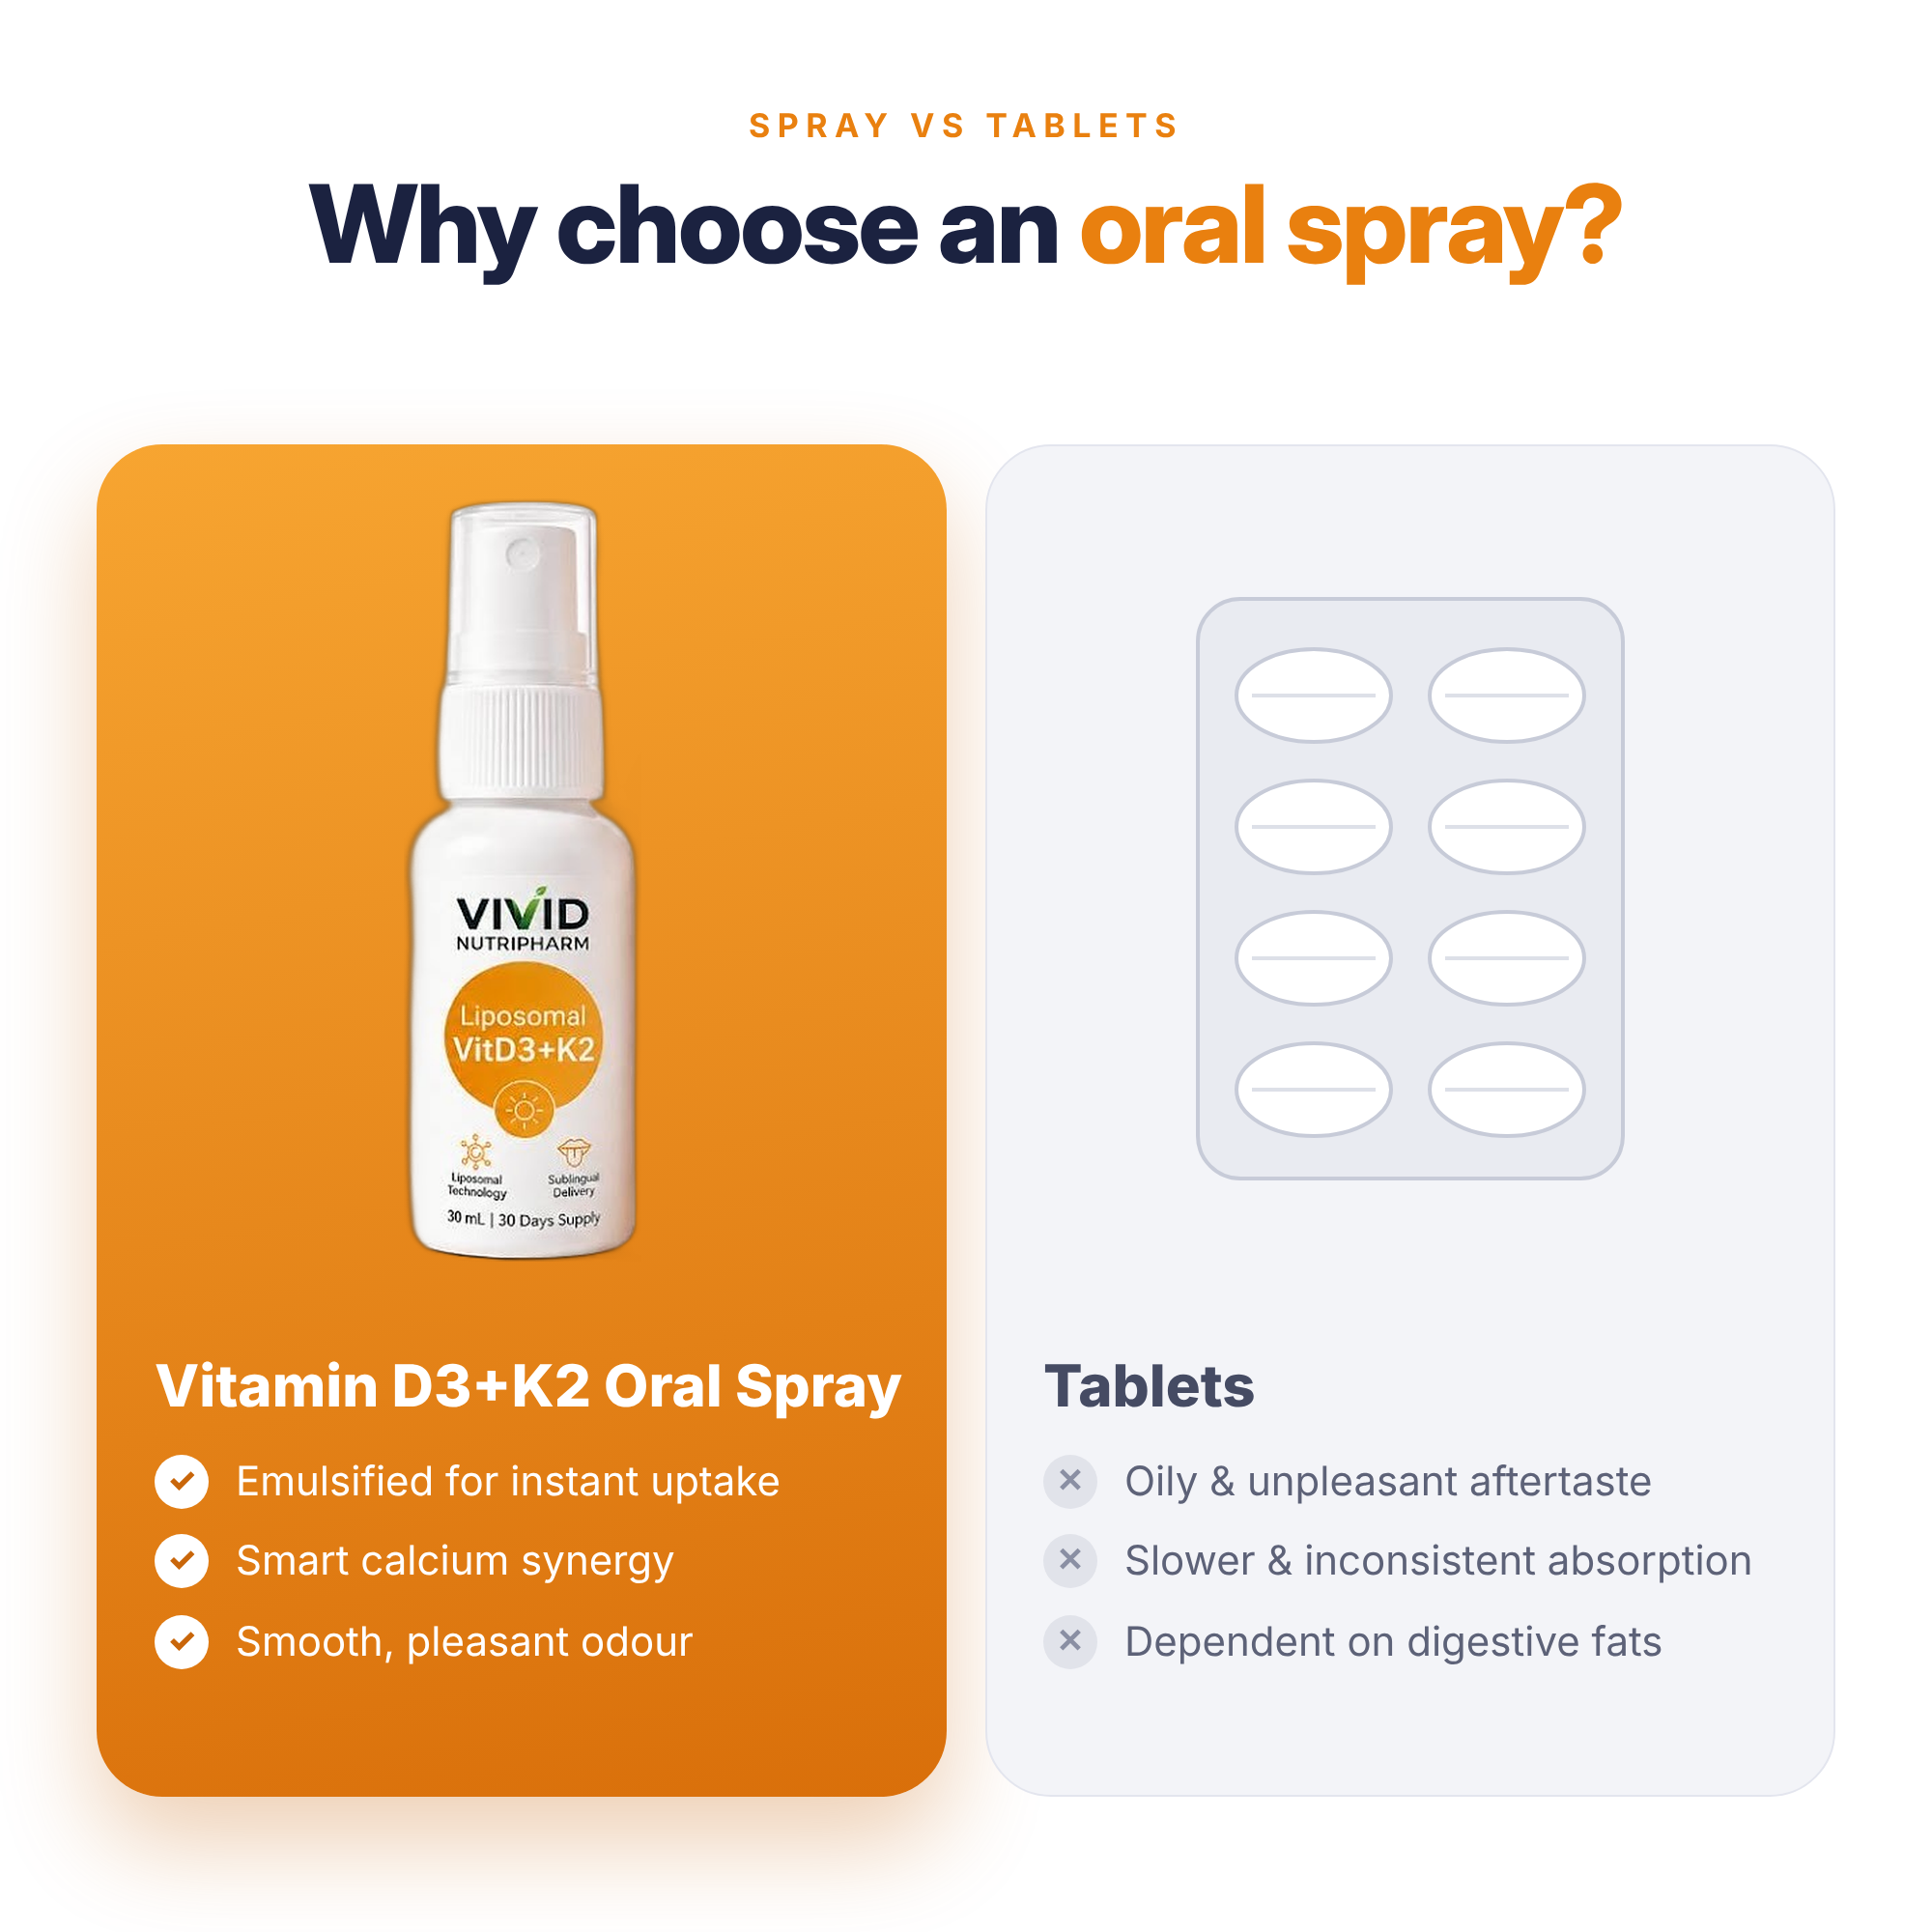 SPRAY VS TABLETS
Why choose an oral spray?
VIVID
NUTRIPHARM
Liposomal
VitD3+K2
Liposomal
Technology
Sublingual
Delivery
30 mL | 30 Days Supply
Vitamin D3+K2 Oral Spray
Emulsified for instant uptake
Smart calcium synergy
Smooth, pleasant odour
Tablets
Oily & unpleasant aftertaste
Slower & inconsistent absorption
Dependent on digestive fats